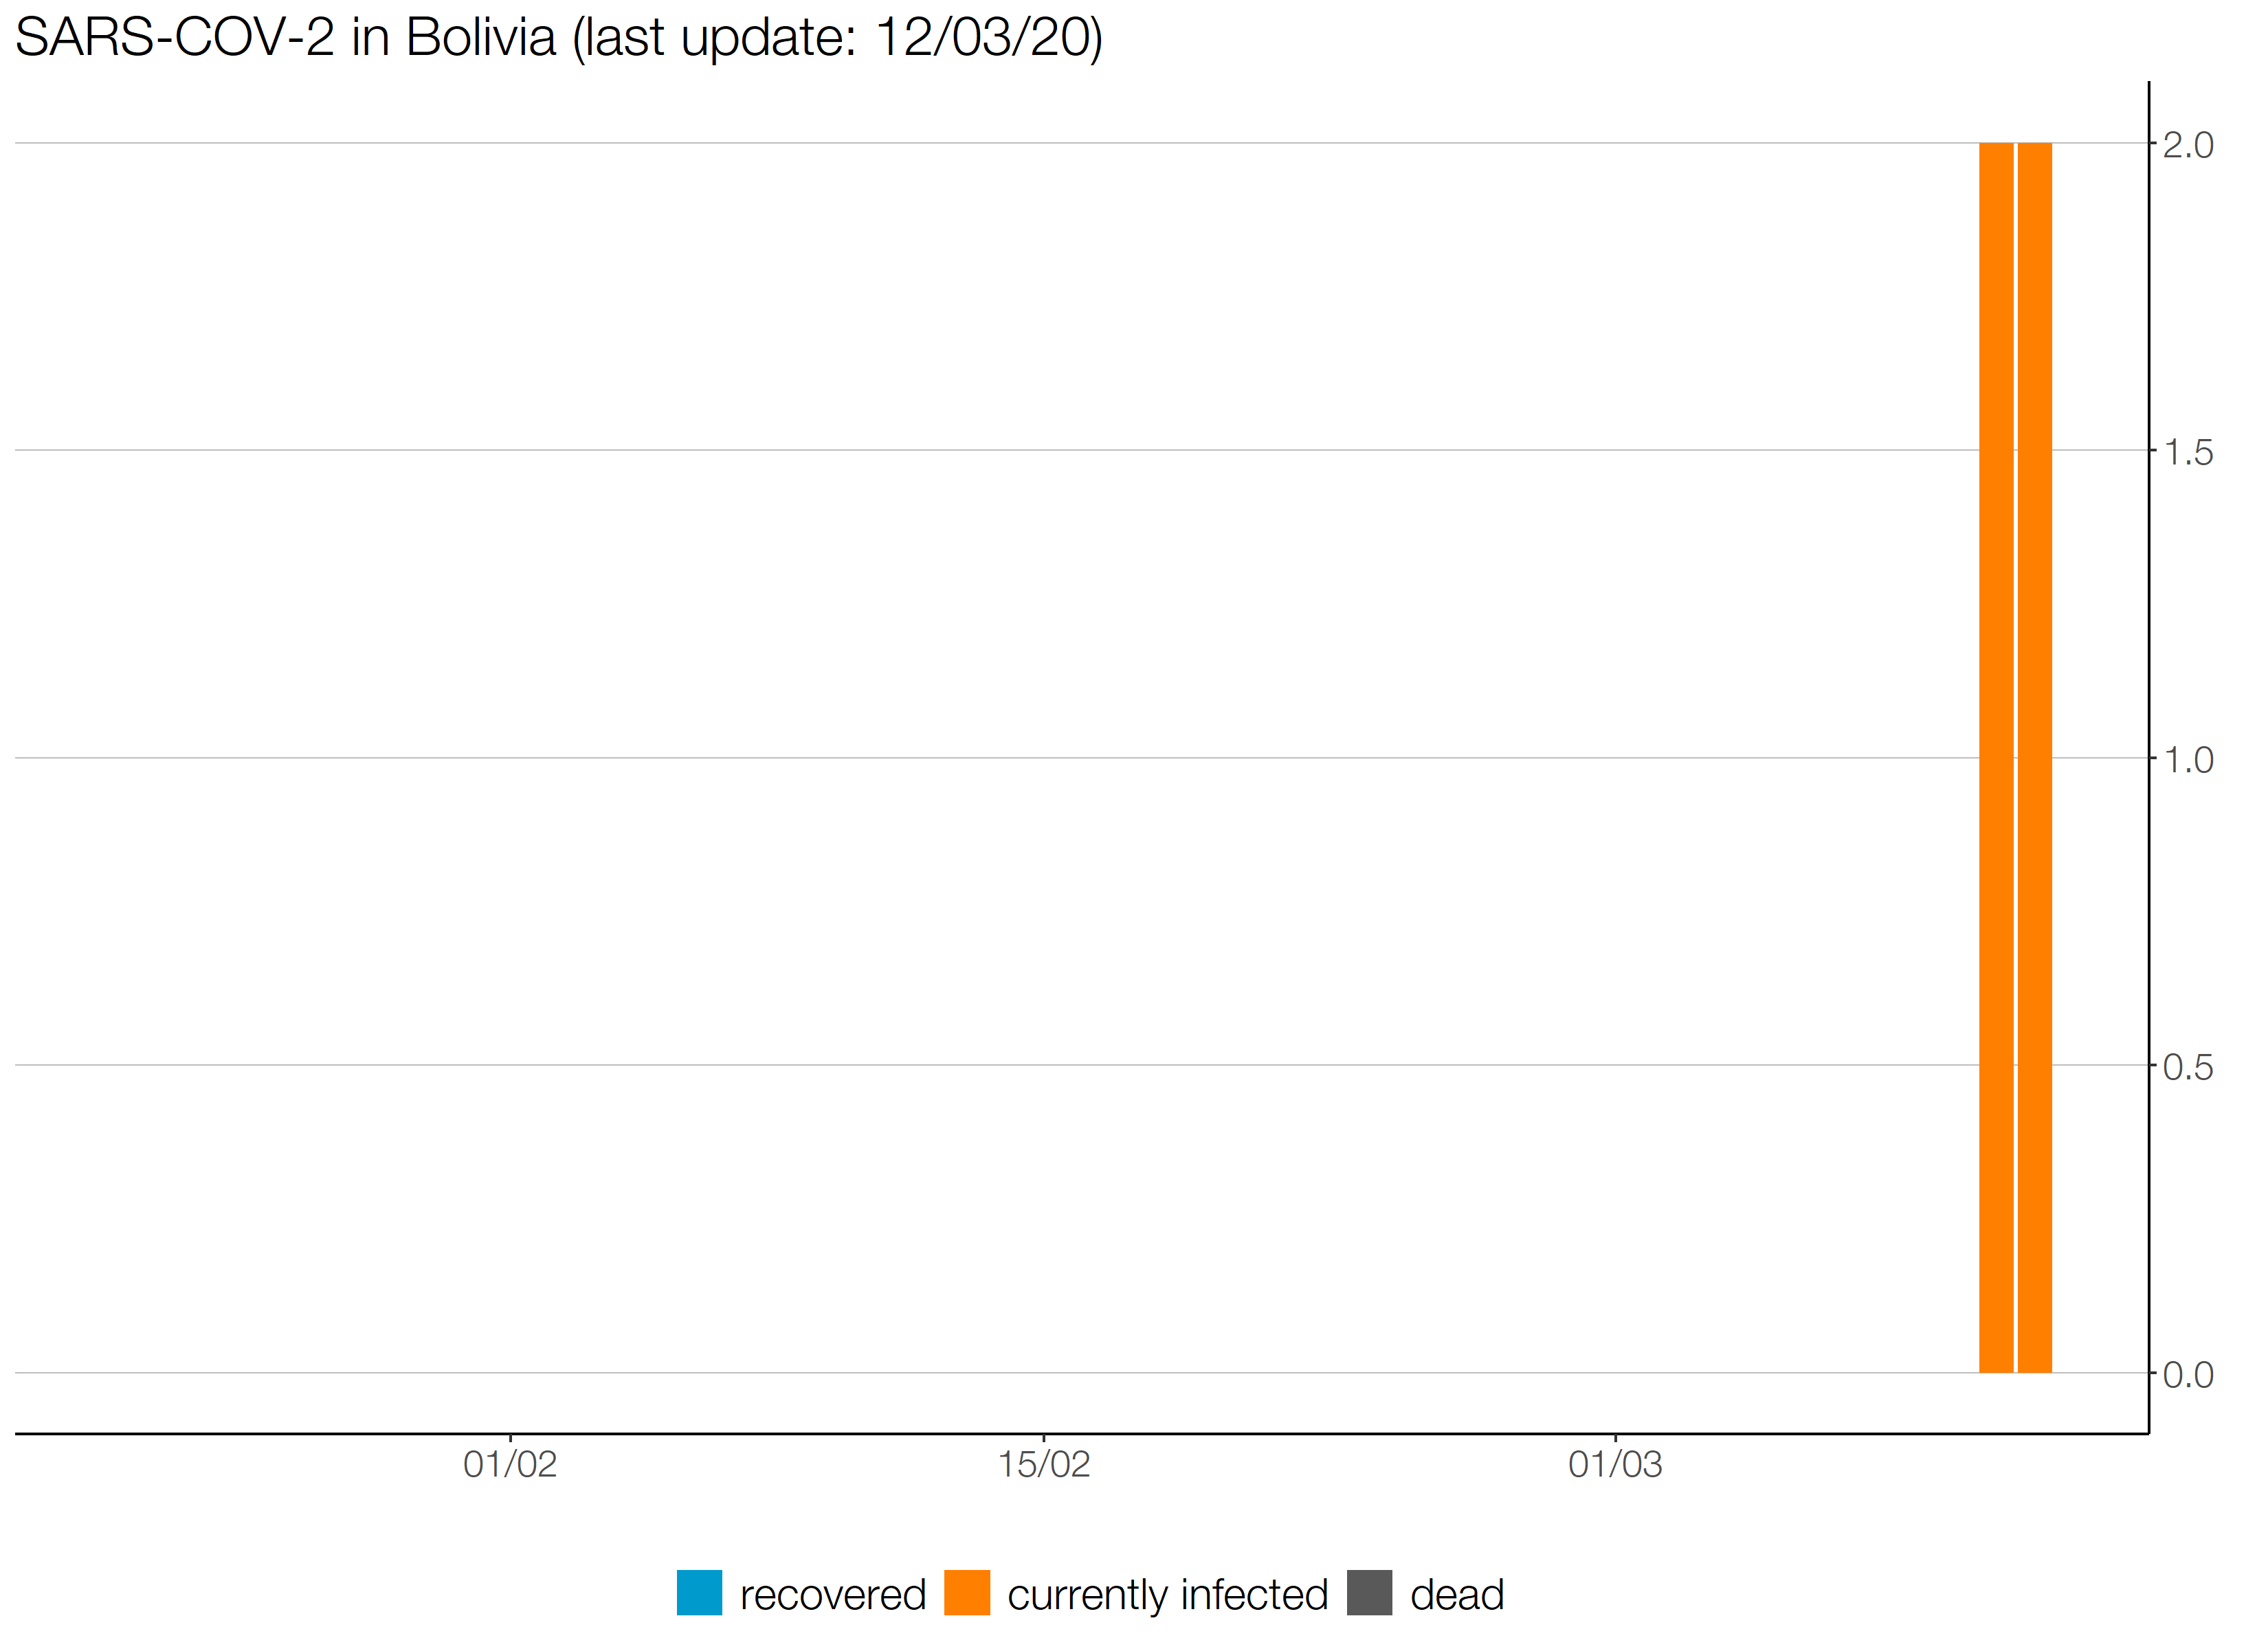 SARS-COV-2 in Bolivia (last update: 12/03/20)
2.0
1.5
1.0
0.5
0.0
01/02 15/02 01/03
recovered currently infected dead